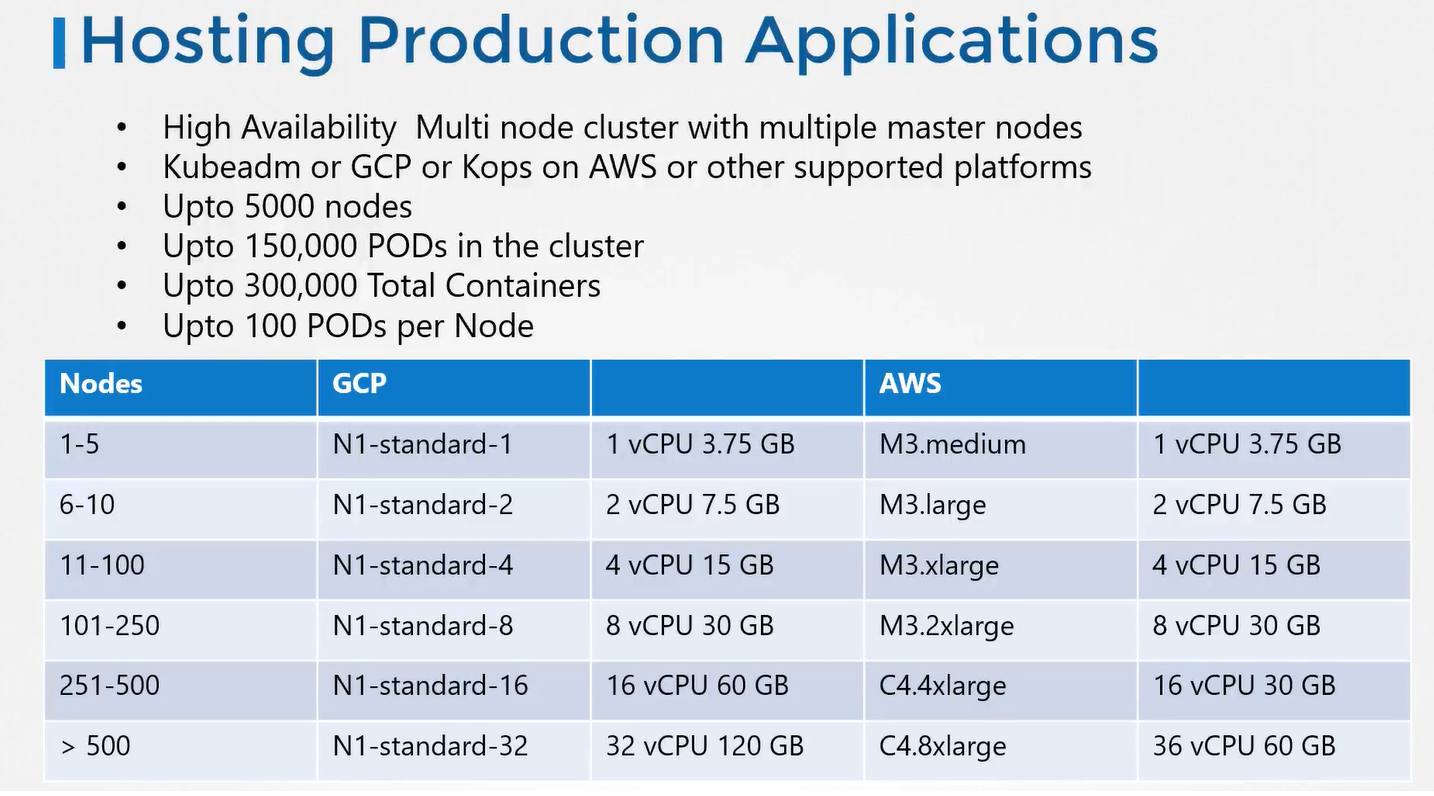 Hosting Production Applications
• High Availability  Multi node cluster with multiple master nodes
• Kubeadm or GCP or Kops on AWS or other supported platforms
• Upto 5000 nodes
• Upto 150,000 PODs in the cluster
• Upto 300,000 Total Containers
• Upto 100 PODs per Node
Nodes GCP AWS
1-5 N1-standard-1 1 vCPU 3.75 GB M3.medium 1 vCPU 3.75 GB
6-10 N1-standard-2 2 vCPU 7.5 GB M3.large 2 vCPU 7.5 GB
11-100 N1-standard-4 4 vCPU 15 GB M3.xlarge 4 vCPU 15 GB
101-250 N1-standard-8 8 vCPU 30 GB M3.2xlarge 8 vCPU 30 GB
251-500 N1-standard-16 16 vCPU 60 GB C4.4xlarge 16 vCPU 30 GB
> 500 N1-standard-32 32 vCPU 120 GB C4.8xlarge 36 vCPU 60 GB